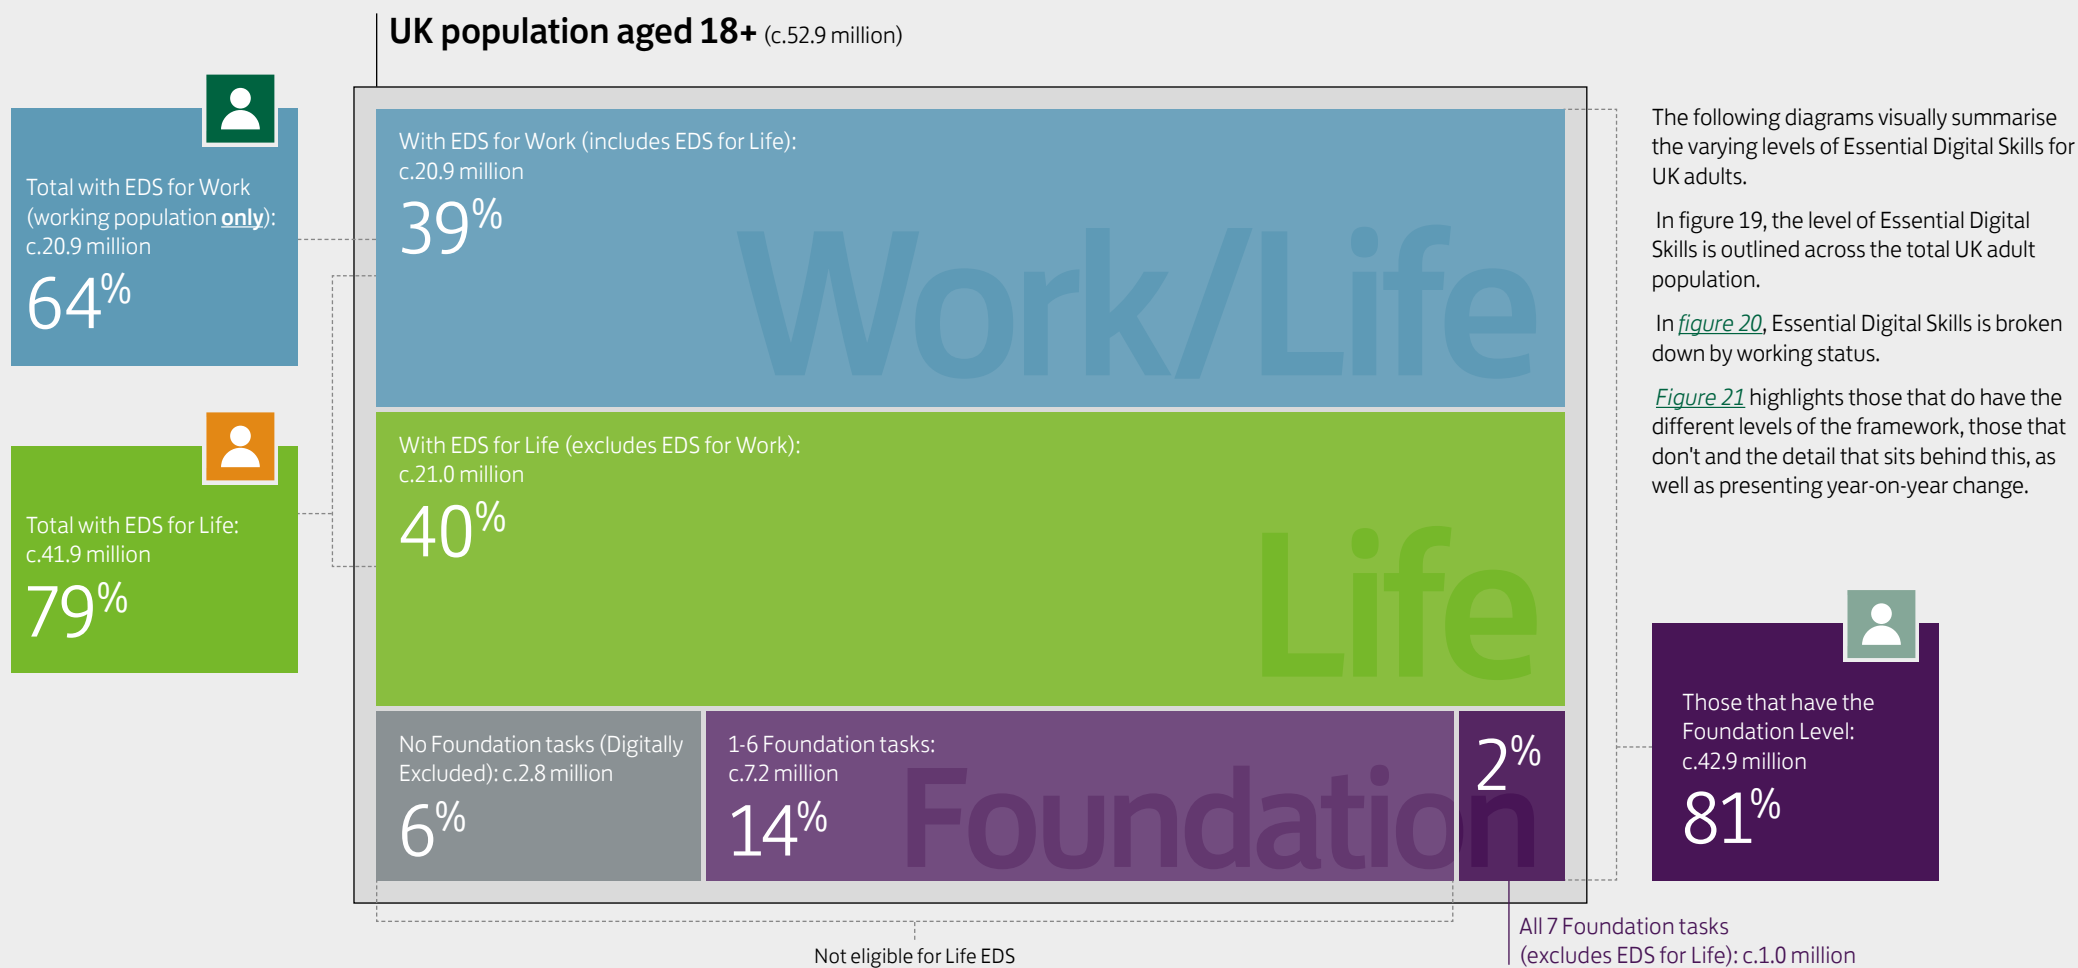 UK population aged 18+ (c.52.9 million)
Total with EDS for Work
(working population only):
c.20.9 million
64%
Total with EDS for Life:
c.41.9 million
79%
With EDS for Work (includes EDS for Life):
c.20.9 million
39%
Work/Life
With EDS for Life (excludes EDS for Work):
c.21.0 million
40%
Life
No Foundation tasks (Digitally
Excluded): c.2.8 million
6%
1-6 Foundation tasks:
c.7.2 million
14%
2%
Foundation
Not eligible for Life EDS
All 7 Foundation tasks
(excludes EDS for Life): c.1.0 million
The following diagrams visually summarise
the varying levels of Essential Digital Skills for
UK adults.
In figure 19, the level of Essential Digital
Skills is outlined across the total UK adult
population.
In figure 20, Essential Digital Skills is broken
down by working status.
Figure 21 highlights those that do have the
different levels of the framework, those that
don't and the detail that sits behind this, as
well as presenting year-on-year change.
Those that have the
Foundation Level:
c.42.9 million
81%